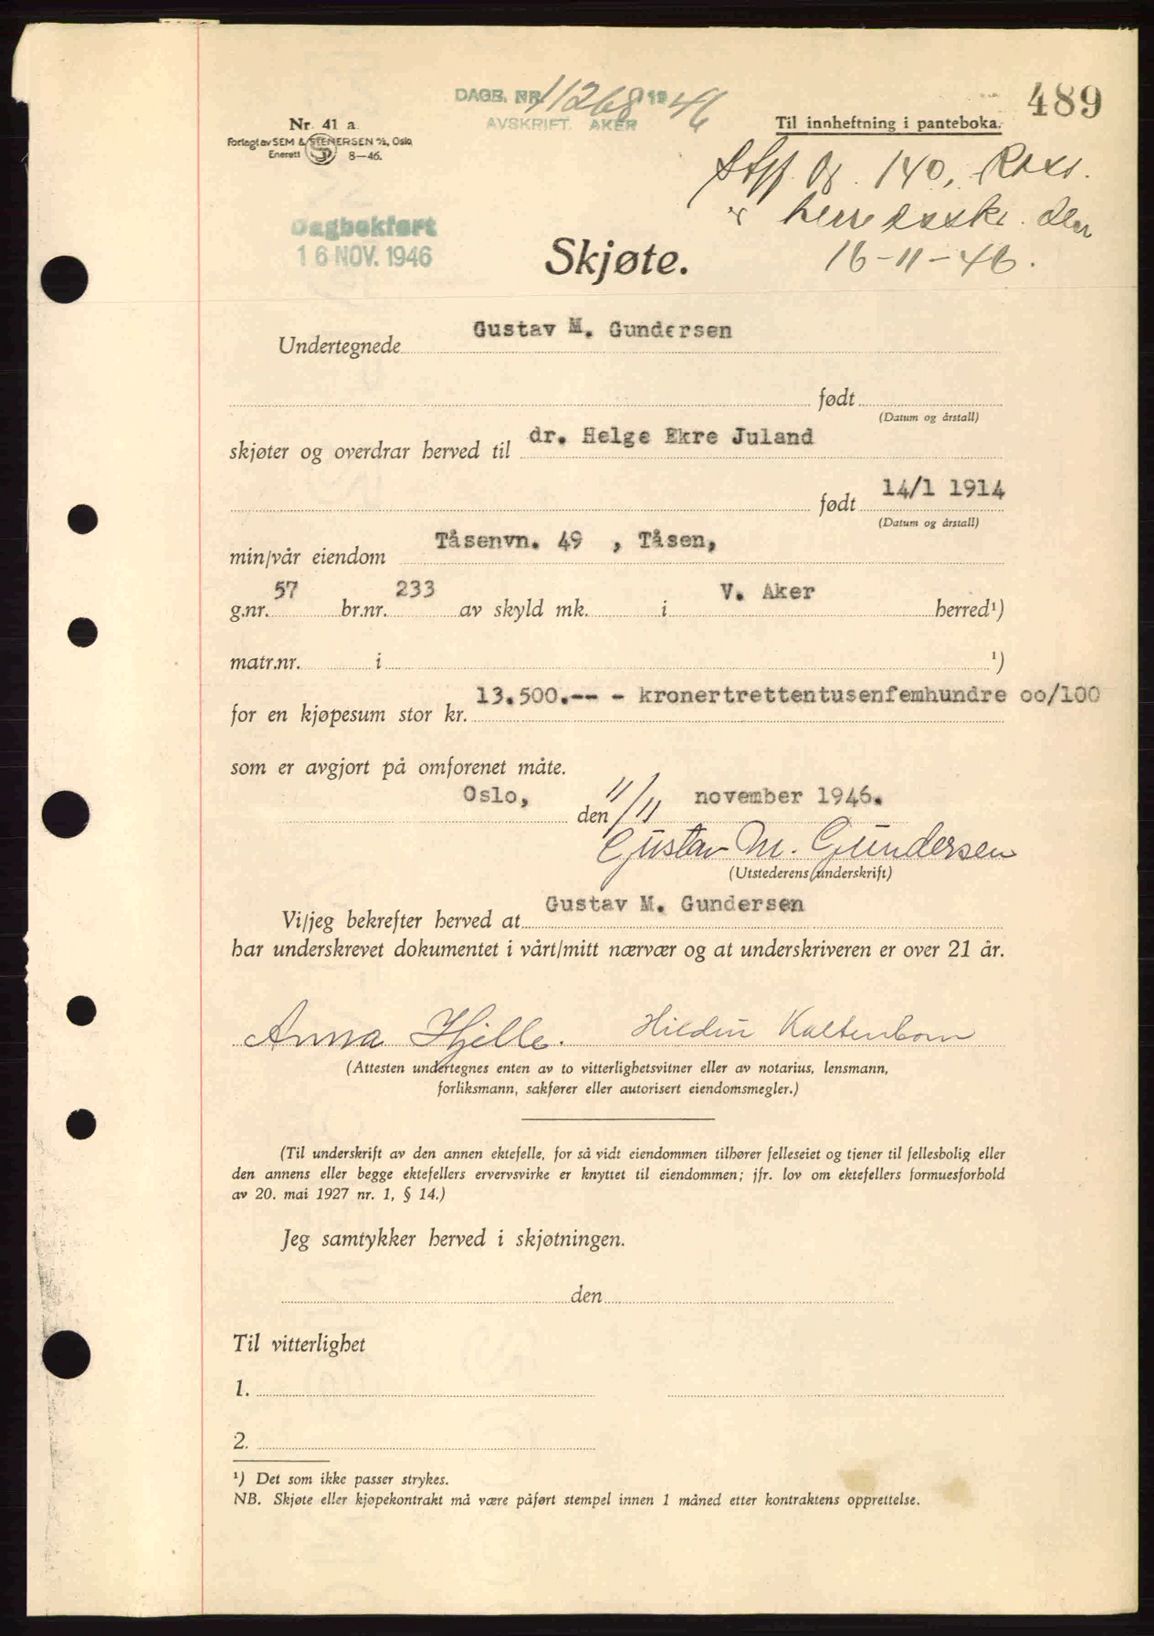 489
DAGB. NR. 11268 1946
AVSKRIFT. AKER
Nr. 41 a.
Forlagt av SEM & STENERSEN A/S, Oslo
Enerett 8-46.
Til innheftning i panteboka.
140,
herredsskr. den
16-11-46.
Dagbokført
16 NOV. 1946
Skjøte.
Undertegnede Gustav M. Gundersen
født
(Datum og årstall)
skjøter og overdrar herved til dr. Helge Ekre Juland
født 14/1 1914
(Datum og årstall)
min/vår eiendom Tåsenvn. 49 , Tåsen,
g.nr. 57 br.nr. 233 av skyld mk. i V. Aker herred¹)
matr.nr. i ¹)
for en kjøpesum stor kr. 13.500.-- - kronertrettentusenfemhundre oo/100
som er avgjort på omforenet måte.
Oslo, den 11/11 november 1946.
Gustav M. Gundersen
(Utstederens underskrift)
Vi/jeg bekrefter herved at Gustav M. Gundersen
har underskrevet dokumentet i vårt/mitt nærvær og at underskriveren er over 21 år.
Anna Hjelle. Hildur Kaltenborn
(Attesten undertegnes enten av to vitterlighetsvitner eller av notarius, lensmann,
forliksmann, sakfører eller autorisert eiendomsmegler.)
(Til underskrift av den annen ektefelle, for så vidt eiendommen tilhører felleseiet og tjener til fellesbolig eller
den annens eller begge ektefellers ervervsvirke er knyttet til eiendommen; jfr. lov om ektefellers formuesforhold
av 20. mai 1927 nr. 1, § 14.)
Jeg samtykker herved i skjøtningen.
den
Til vitterlighet
1.
2.
¹) Det som ikke passer strykes.
NB. Skjøte eller kjøpekontrakt må være påført stempel innen 1 måned etter kontraktens opprettelse.